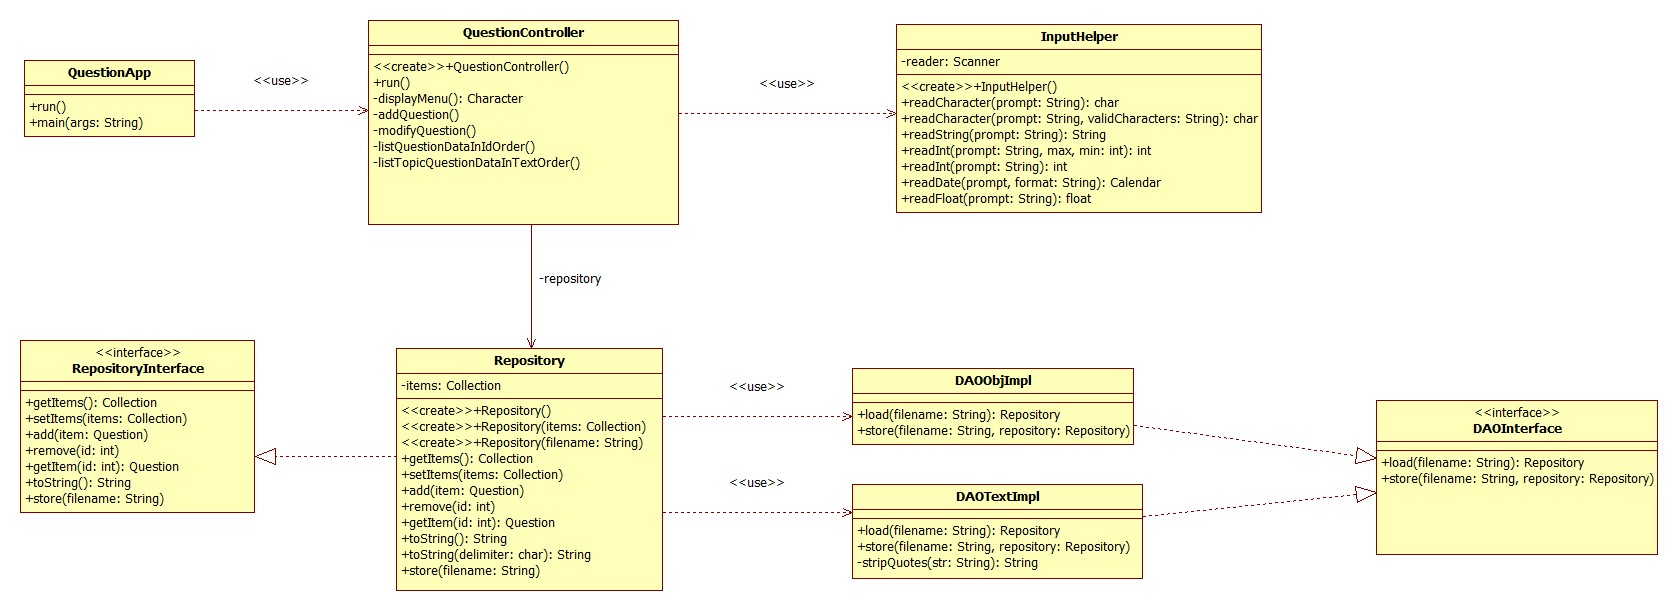 QuestionApp
+run()
+main(args: String)
<<use>>
QuestionController
<<create>>+QuestionController()
+run()
-displayMenu(): Character
-addQuestion()
-modifyQuestion()
-listQuestionDataInIdOrder()
-listTopicQuestionDataInTextOrder()
<<use>>
InputHelper
-reader: Scanner
<<create>>+InputHelper()
+readCharacter(prompt: String): char
+readCharacter(prompt: String, validCharacters: String): char
+readString(prompt: String): String
+readInt(prompt: String, max, min: int): int
+readInt(prompt: String): int
+readDate(prompt, format: String): Calendar
+readFloat(prompt: String): float
-repository
<<interface>>
RepositoryInterface
+getItems(): Collection
+setItems(items: Collection)
+add(item: Question)
+remove(id: int)
+getItem(id: int): Question
+toString(): String
+store(filename: String)
Repository
-items: Collection
<<create>>+Repository()
<<create>>+Repository(items: Collection)
<<create>>+Repository(filename: String)
+getItems(): Collection
+setItems(items: Collection)
+add(item: Question)
+remove(id: int)
+getItem(id: int): Question
+toString(): String
+toString(delimiter: char): String
+store(filename: String)
<<use>>
<<use>>
DAOObjImpl
+load(filename: String): Repository
+store(filename: String, repository: Repository)
DAOTextImpl
+load(filename: String): Repository
+store(filename: String, repository: Repository)
-stripQuotes(str: String): String
<<interface>>
DAOInterface
+load(filename: String): Repository
+store(filename: String, repository: Repository)